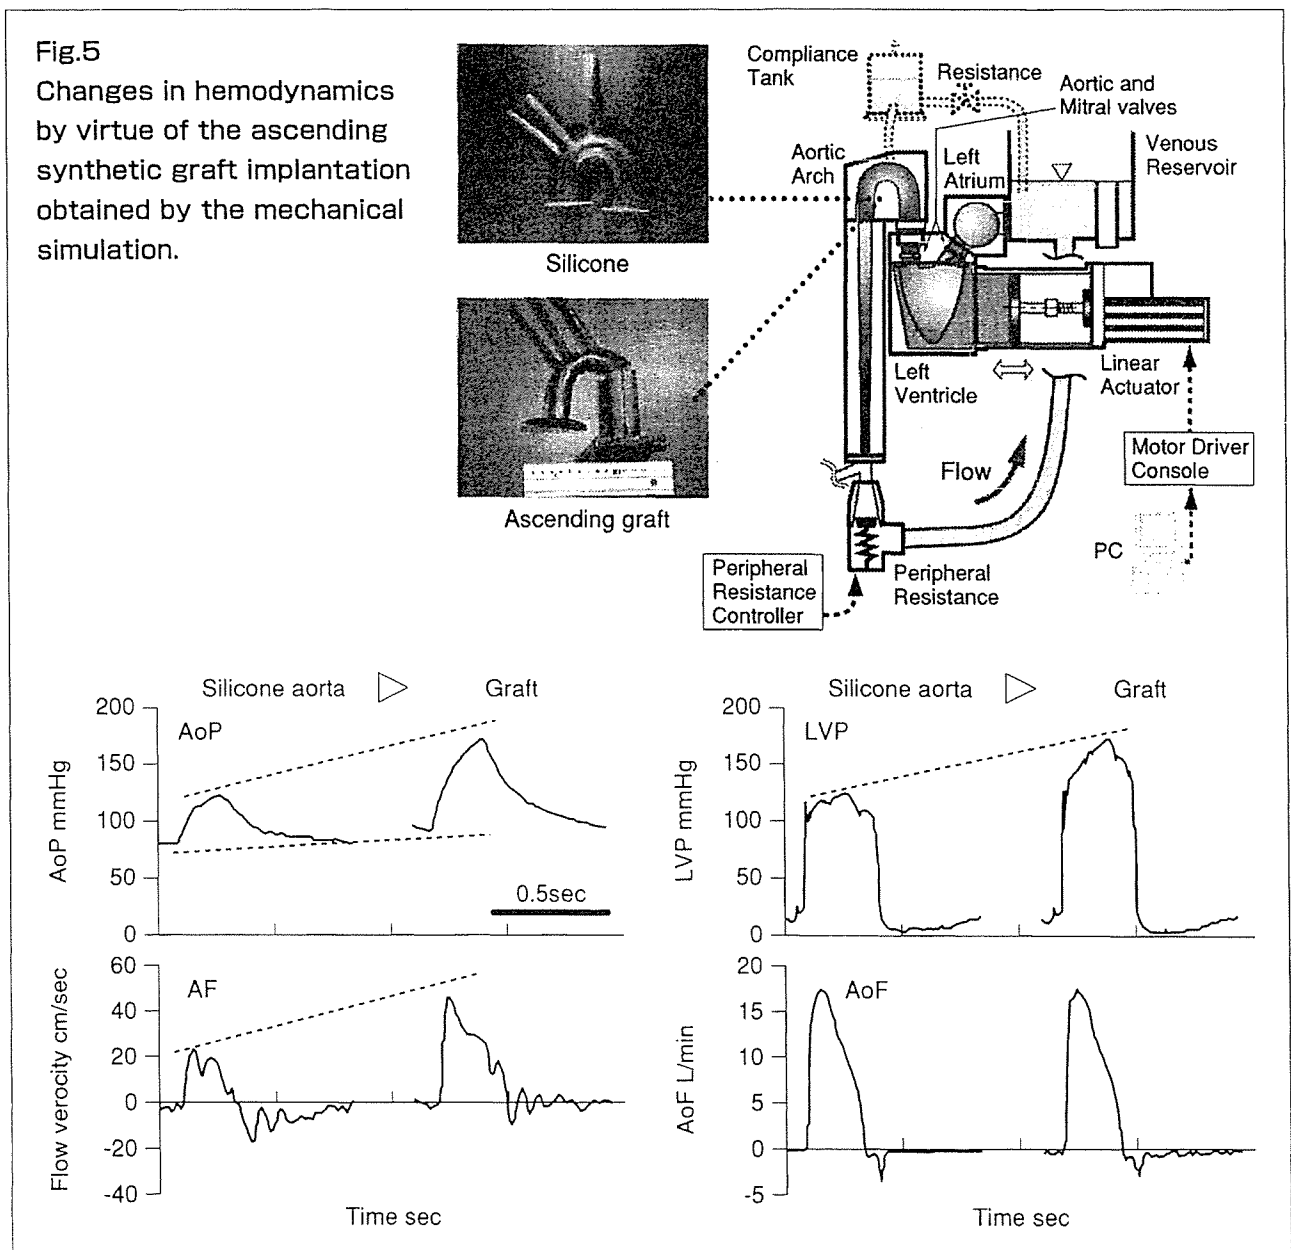 Fig.5
Changes in hemodynamics
by virtue of the ascending
synthetic graft implantation
obtained by the mechanical
simulation.
Silicone
Ascending graft
Compliance
Tank
Resistance
Aortic and
Mitral valves
Aortic
Arch
Left
Atrium
Venous
Reservoir
Left
Ventricle
Linear
Actuator
Flow
Motor Driver
Console
PC
Peripheral
Resistance
Controller
Peripheral
Resistance
Silicone aorta Graft
AoP
AoP mmHg
200
150
100
50
0
0.5sec
AF
Flow verocity cm/sec
60
40
20
0
-20
-40
Time sec
Silicone aorta Graft
LVP
LVP mmHg
200
150
100
50
0
AoF
AoF L/min
20
15
10
5
0
-5
Time sec